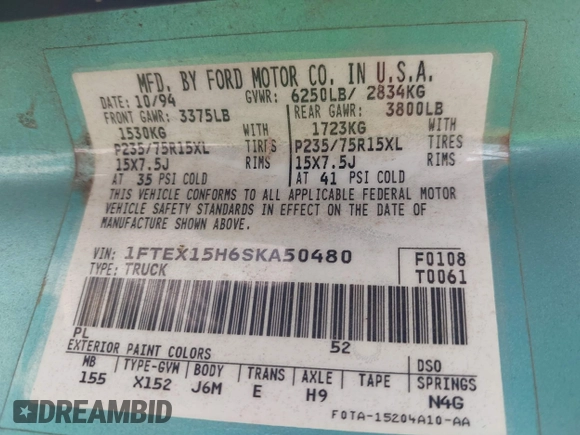 MFD. BY FORD MOTOR CO. IN U.S.A.
DATE: 10/94 GVWR: 6250LB/ 2834KG
FRONT GAWR: 3375LB REAR GAWR: 3800LB
1530KG WITH 1723KG WITH
P235/75R15XL TIRES P235/75R15XL TIRES
15X7.5J RIMS 15X7.5J RIMS
AT 35 PSI COLD AT 41 PSI COLD
THIS VEHICLE CONFORMS TO ALL APPLICABLE FEDERAL MOTOR
VEHICLE SAFETY STANDARDS IN EFFECT ON THE DATE OF
MANUFACTURE SHOWN ABOVE.
VIN: 1FTEX15H6SKA50480 F0108
TYPE: TRUCK T0061
PL 52
EXTERIOR PAINT COLORS DSO
WB TYPE-GVM BODY TRANS AXLE TAPE SPRINGS
155 X152 J6M E H9 N4G
F0TA-15204A10-AA
DREAMBID